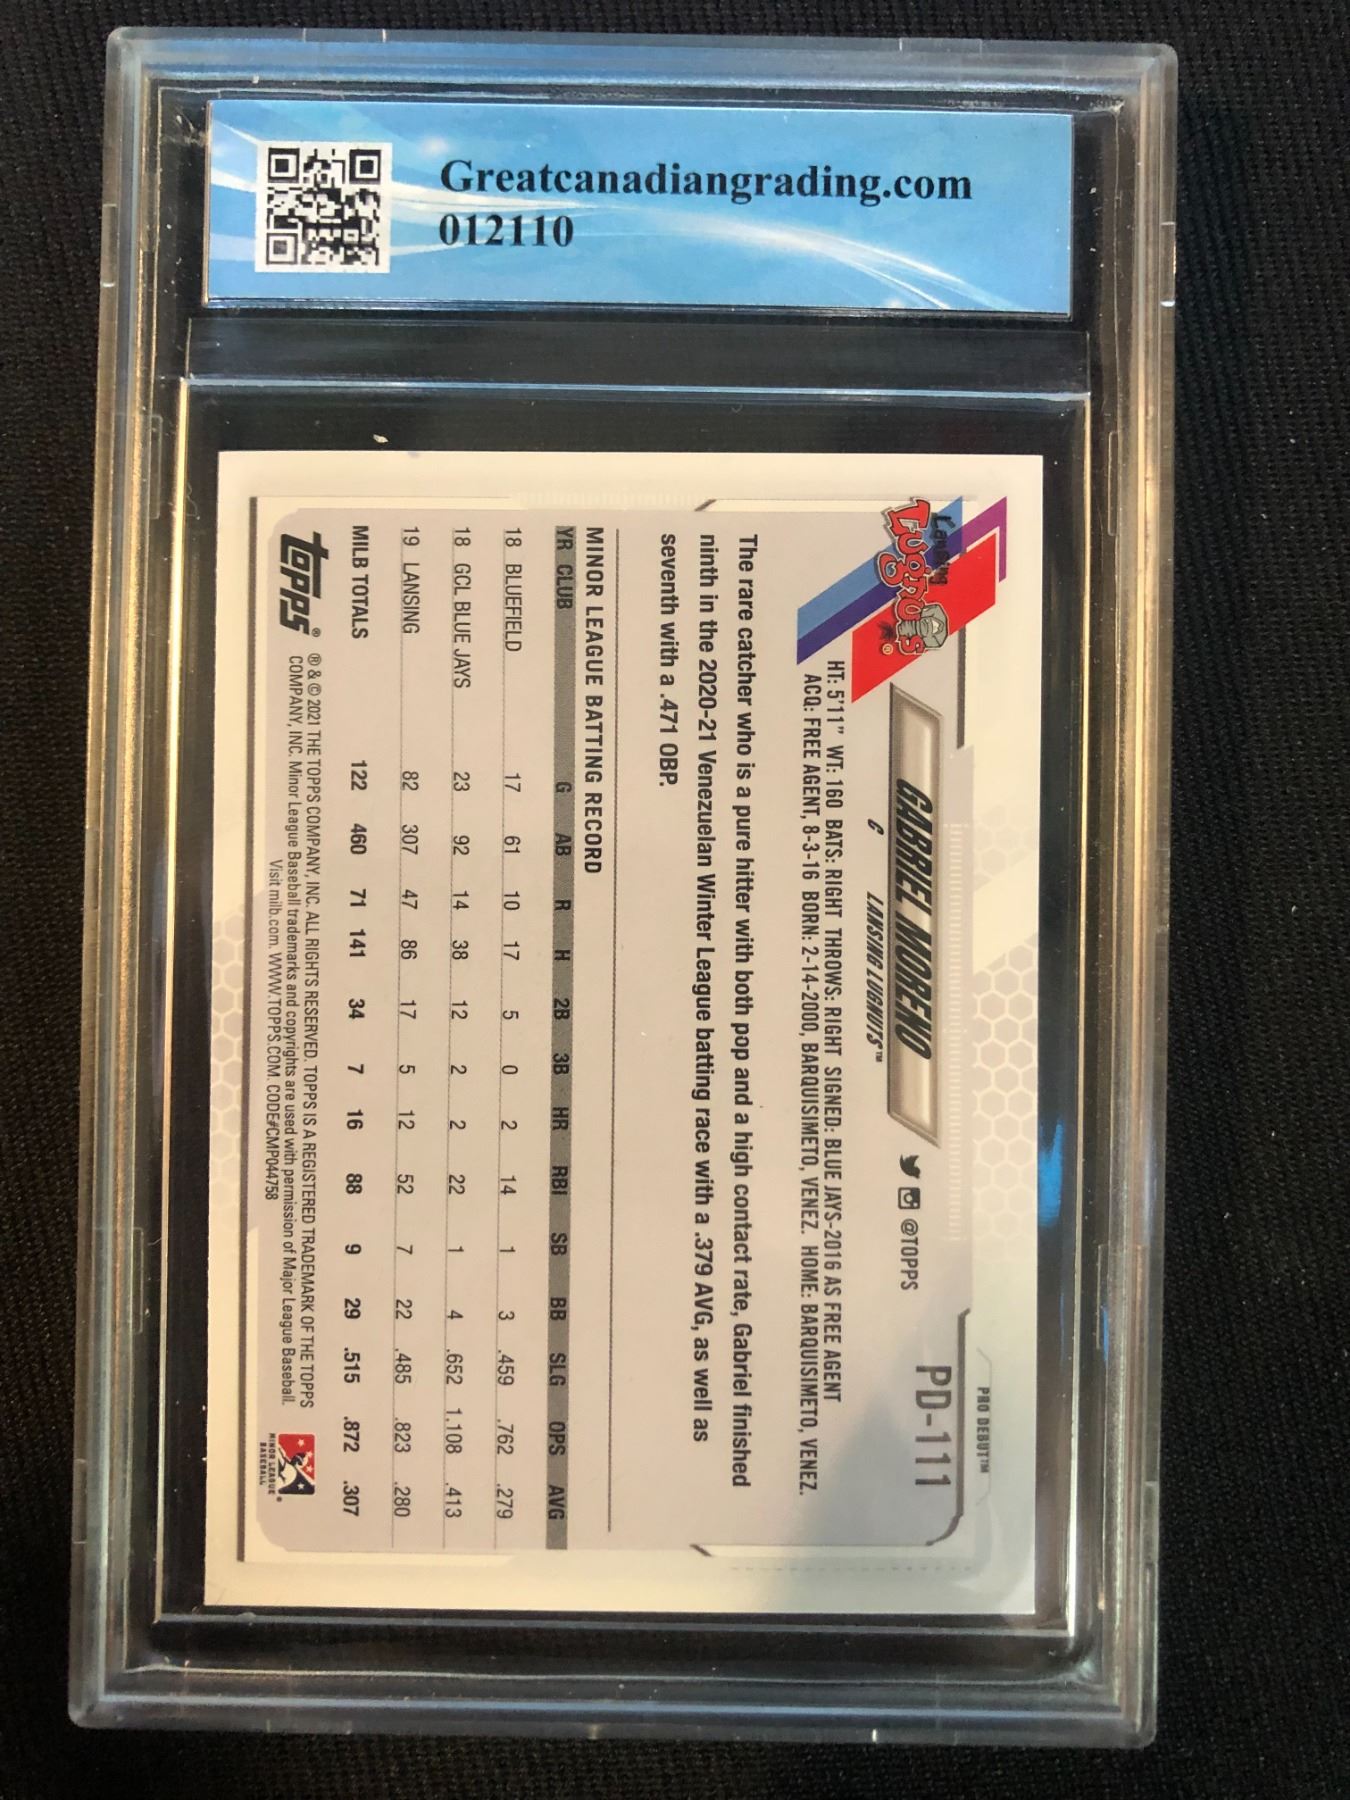 Greatcanadiangrading.com
012110
PRO DEBUT™
PD-111
Lansing
Lugnuts®
GABRIEL MORENO
@TOPPS
C LANSING LUGNUTS™
HT: 5'11" WT: 160 BATS: RIGHT THROWS: RIGHT SIGNED: BLUE JAYS-2016 AS FREE AGENT
ACQ: FREE AGENT, 8-3-16 BORN: 2-14-2000, BARQUISIMETO, VENEZ. HOME: BARQUISIMETO, VENEZ.
The rare catcher who is a pure hitter with both pop and a high contact rate, Gabriel finished
ninth in the 2020-21 Venezuelan Winter League batting race with a .379 AVG, as well as
seventh with a .471 OBP.
MINOR LEAGUE BATTING RECORD
YR CLUB G AB R H 2B 3B HR RBI SB BB SLG OPS AVG
18 BLUEFIELD 17 61 10 17 5 0 2 14 1 3 .459 .762 .279
18 GCL BLUE JAYS 23 92 14 38 12 2 2 22 1 4 .652 1.108 .413
19 LANSING 82 307 47 86 17 5 12 52 7 22 .485 .823 .280
MILB TOTALS 122 460 71 141 34 7 16 88 9 29 .515 .872 .307
topps®
® & © 2021 THE TOPPS COMPANY, INC. ALL RIGHTS RESERVED. TOPPS IS A REGISTERED TRADEMARK OF THE TOPPS
COMPANY, INC. Minor League Baseball trademarks and copyrights are used with permission of Major League Baseball.
Visit milb.com. WWW.TOPPS.COM. CODE#CMP044758
MINOR LEAGUE
BASEBALL®